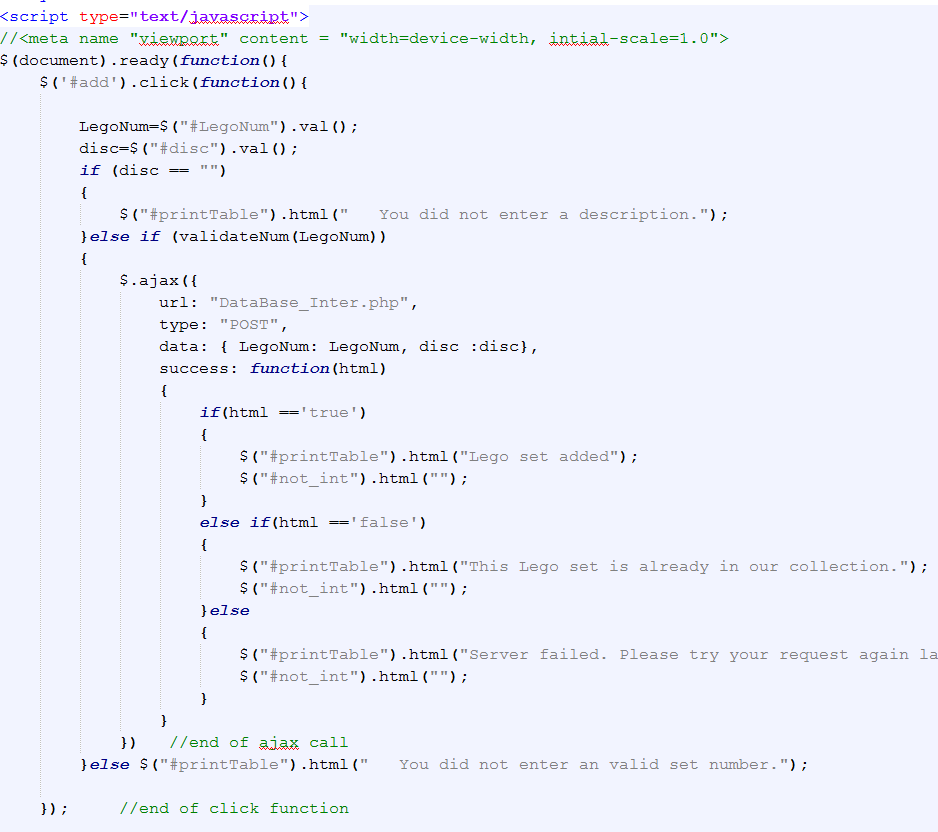 <script type="text/javascript">
//<meta name "viewport" content = "width=device-width, intial-scale=1.0">
$(document).ready(function(){
    $('#add').click(function(){

        LegoNum=$("#LegoNum").val();
        disc=$("#disc").val();
        if (disc == "")
        {
            $("#printTable").html("   You did not enter a description.");
        }else if (validateNum(LegoNum))
        {
            $.ajax({
                url: "DataBase_Inter.php",
                type: "POST",
                data: { LegoNum: LegoNum, disc :disc},
                success: function(html)
                {
                    if(html =='true')
                    {
                        $("#printTable").html("Lego set added");
                        $("#not_int").html("");
                    }
                    else if(html =='false')
                    {
                        $("#printTable").html("This Lego set is already in our collection.");
                        $("#not_int").html("");
                    }else
                    {
                        $("#printTable").html("Server failed. Please try your request again la
                        $("#not_int").html("");
                    }
                }
            })   //end of ajax call
        }else $("#printTable").html("   You did not enter an valid set number.");

    });     //end of click function